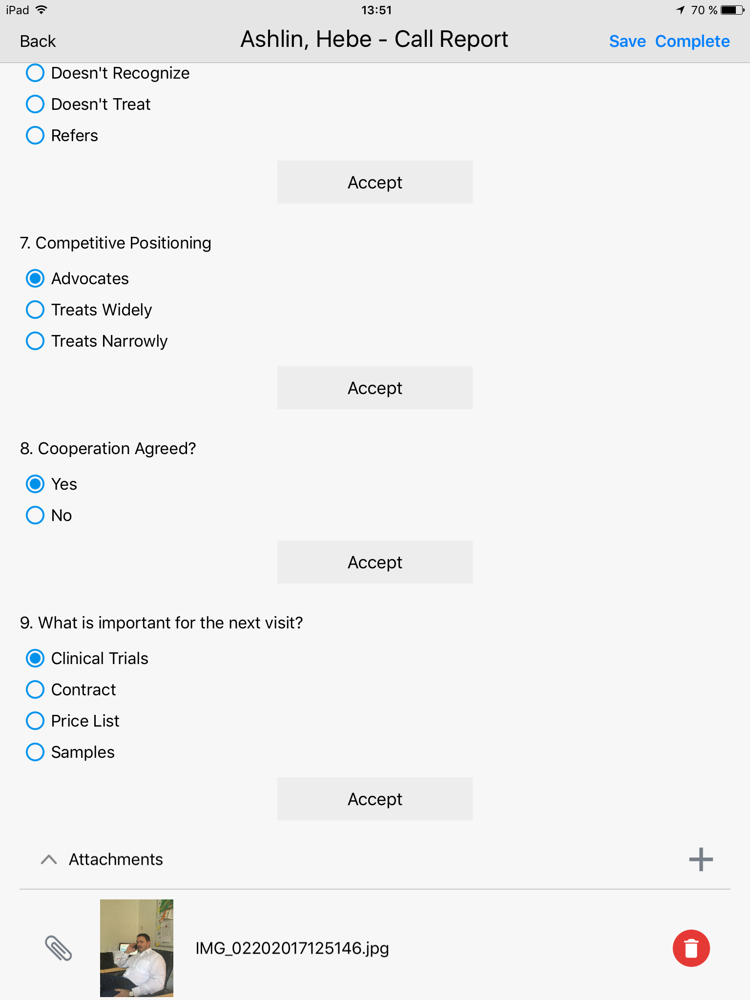 iPad 13:51 70 %
Back Ashlin, Hebe - Call Report Save Complete
Doesn't Recognize
Doesn't Treat
Refers
Accept
7. Competitive Positioning
Advocates
Treats Widely
Treats Narrowly
Accept
8. Cooperation Agreed?
Yes
No
Accept
9. What is important for the next visit?
Clinical Trials
Contract
Price List
Samples
Accept
Attachments
IMG_02202017125146.jpg